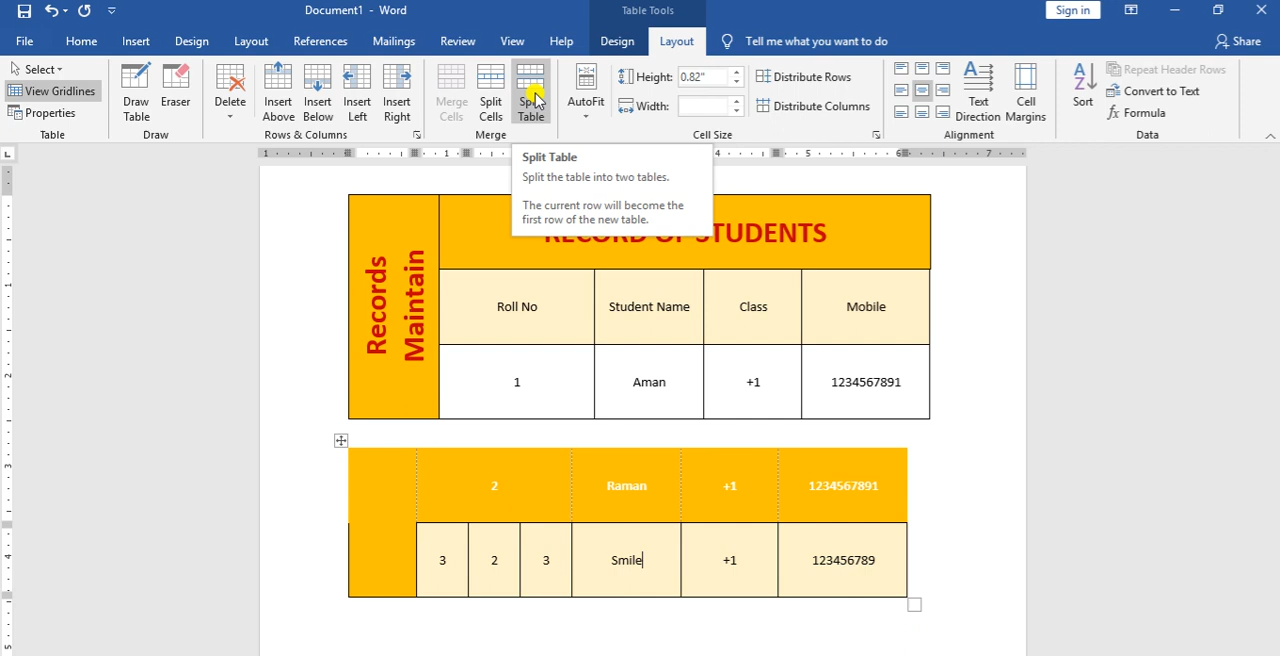 Document1 - Word
Table Tools
Sign in
File Home Insert Design Layout References Mailings Review View Help Design Layout Tell me what you want to do Share
Select
View Gridlines
Properties
Table
Draw Table
Eraser
Draw
Delete
Insert Above
Insert Below
Insert Left
Insert Right
Rows & Columns
Merge Cells
Split Cells
Split Table
Merge
AutoFit
Height: 0.82"
Width:
Distribute Rows
Distribute Columns
Cell Size
Text Direction
Cell Margins
Alignment
Sort
Repeat Header Rows
Convert to Text
Formula
Data
Split Table
Split the table into two tables.
The current row will become the
first row of the new table.
RECORD OF STUDENTS
Records
Maintain
Roll No Student Name Class Mobile
1 Aman +1 1234567891
2 Raman +1 1234567891
3 2 3 Smile +1 123456789